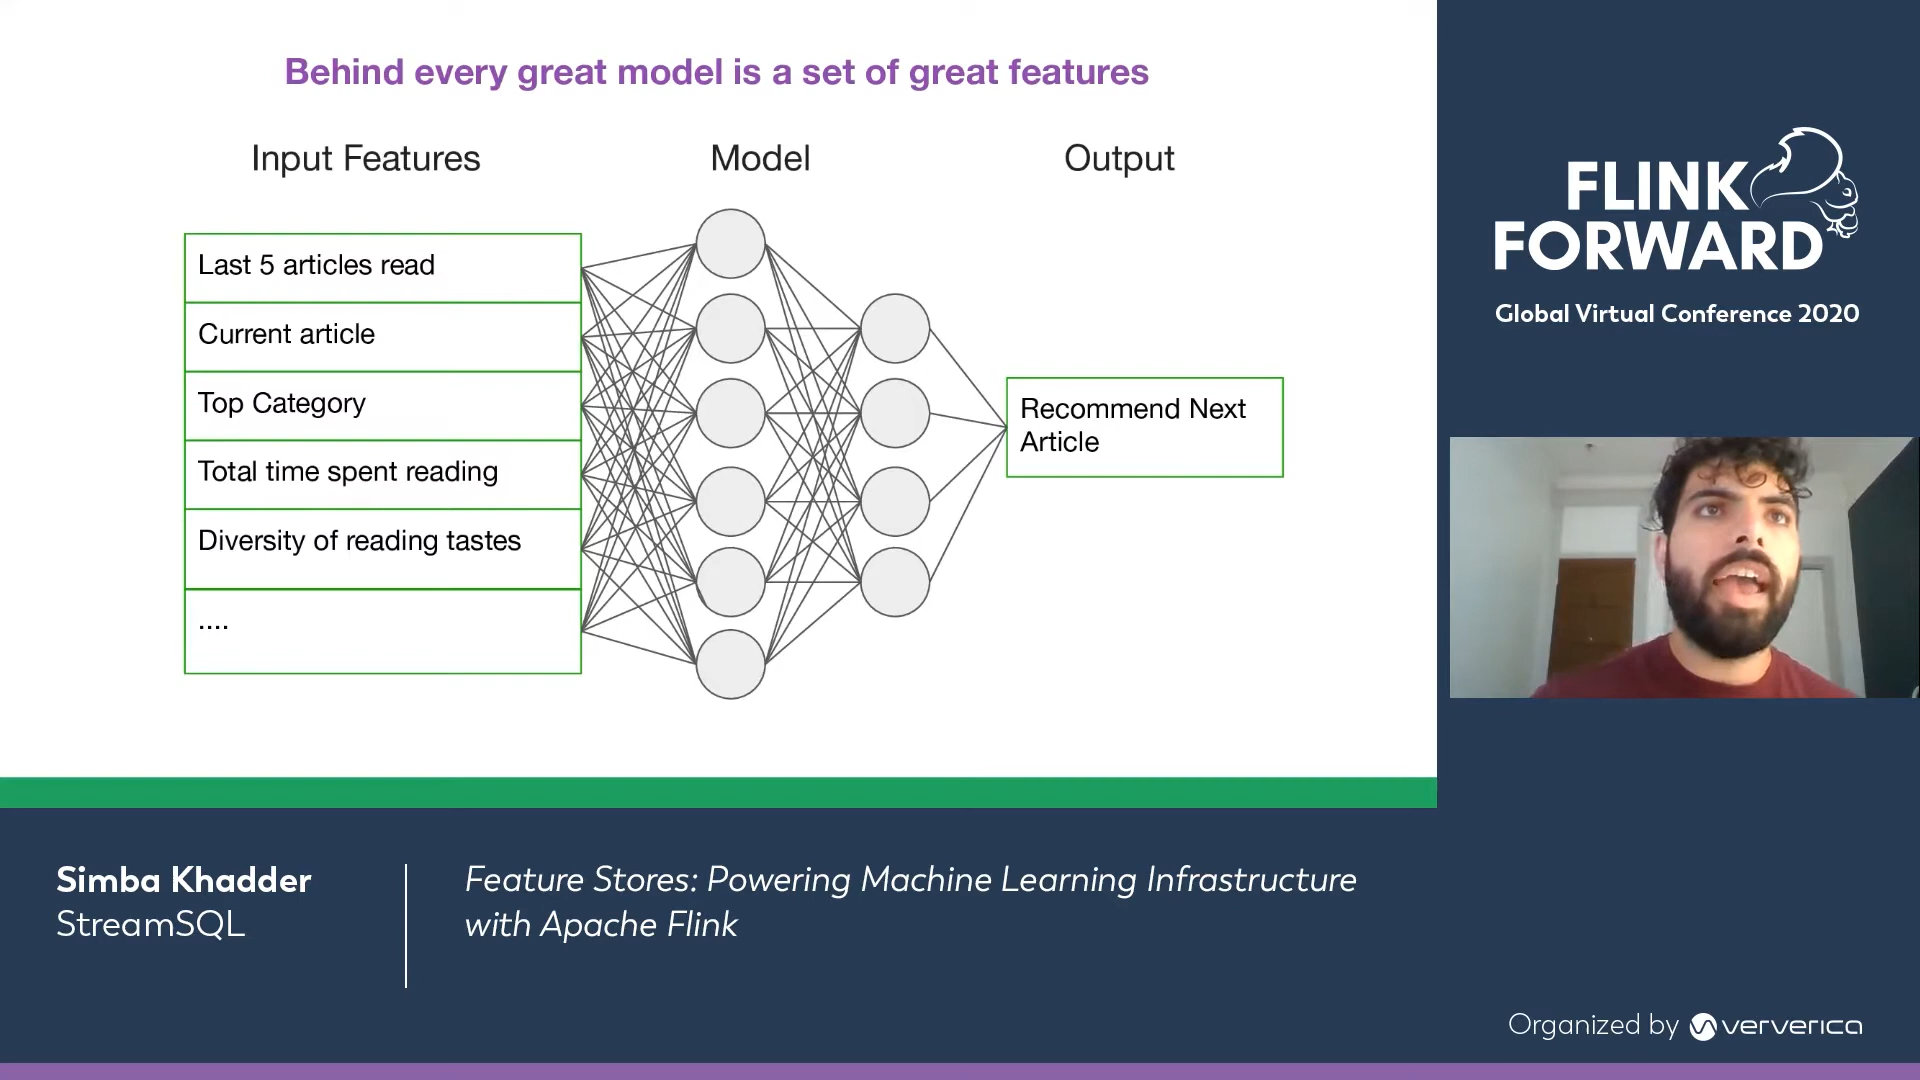 Behind every great model is a set of great features
Input Features
Model
Output
Last 5 articles read
Current article
Top Category
Total time spent reading
Diversity of reading tastes
....
Recommend Next
Article
FLINK
FORWARD
Global Virtual Conference 2020
Simba Khadder
StreamSQL
Feature Stores: Powering Machine Learning Infrastructure
with Apache Flink
Organized by ververica